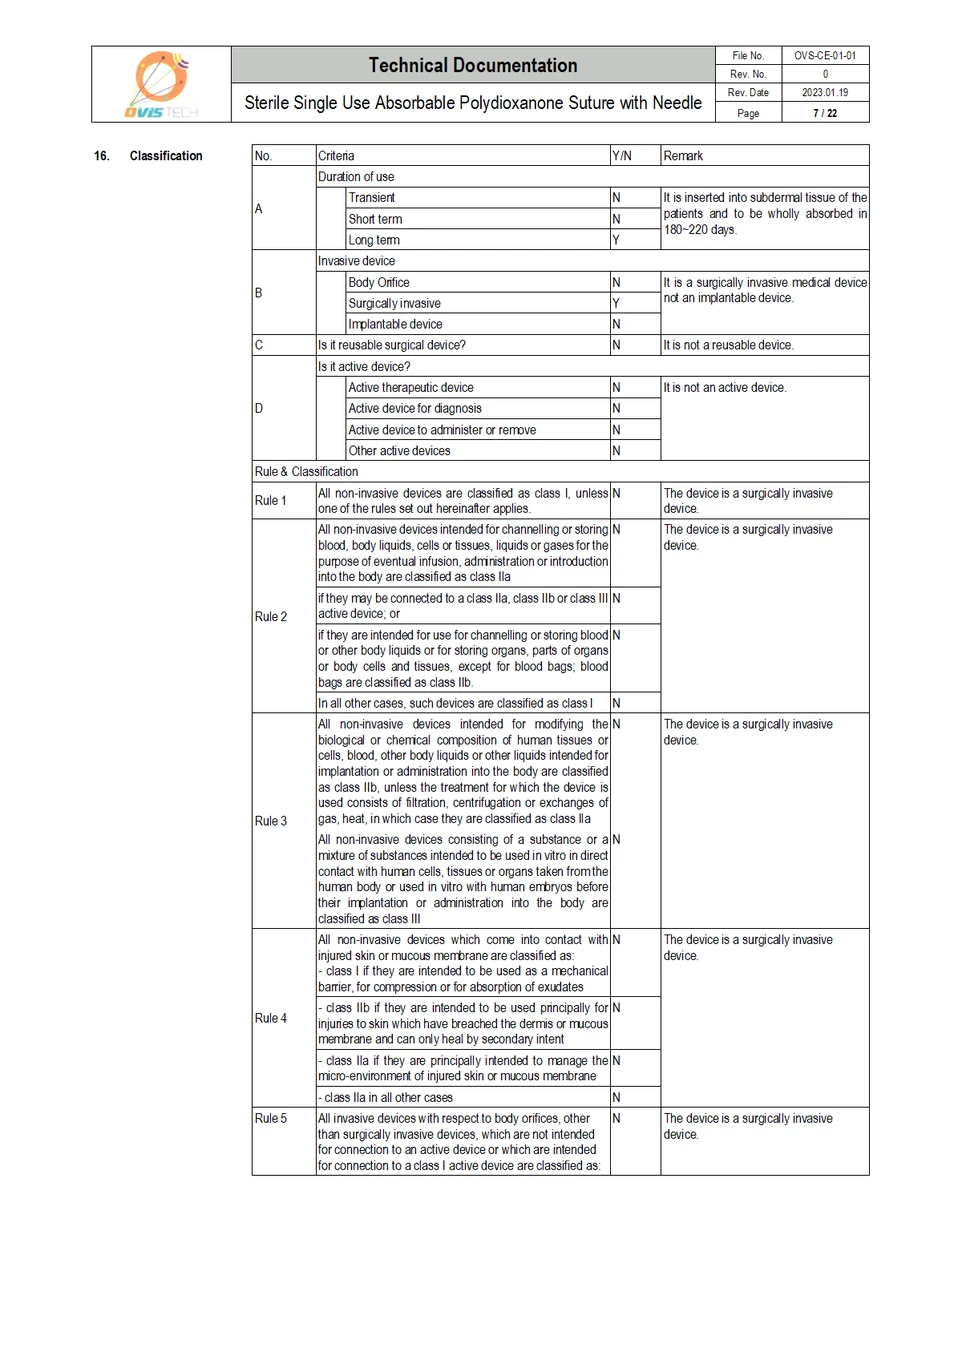 OVIS TECH
Technical Documentation
Sterile Single Use Absorbable Polydioxanone Suture with Needle
File No. OVS-CE-01-01
Rev. No. 0
Rev. Date 2023.01.19
Page 7 / 22
16. Classification
No. Criteria Y/N Remark
A
Duration of use
Transient N
Short term N
Long term Y
It is inserted into subdermal tissue of the
patients and to be wholly absorbed in
180~220 days.
B
Invasive device
Body Orifice N
Surgically invasive Y
Implantable device N
It is a surgically invasive medical device
not an implantable device.
C Is it reusable surgical device? N It is not a reusable device.
D
Is it active device?
Active therapeutic device N It is not an active device.
Active device for diagnosis N
Active device to administer or remove N
Other active devices N
Rule & Classification
Rule 1
All non-invasive devices are classified as class I, unless N
one of the rules set out hereinafter applies.
The device is a surgically invasive
device.
Rule 2
All non-invasive devices intended for channelling or storing N
blood, body liquids, cells or tissues, liquids or gases for the
purpose of eventual infusion, administration or introduction
into the body are classified as class IIa
The device is a surgically invasive
device.
if they may be connected to a class IIa, class IIb or class III N
active device; or
if they are intended for use for channelling or storing blood N
or other body liquids or for storing organs, parts of organs
or body cells and tissues, except for blood bags; blood
bags are classified as class IIb.
In all other cases, such devices are classified as class I N
Rule 3
All non-invasive devices intended for modifying the N
biological or chemical composition of human tissues or
cells, blood, other body liquids or other liquids intended for
implantation or administration into the body are classified
as class IIb, unless the treatment for which the device is
used consists of filtration, centrifugation or exchanges of
gas, heat, in which case they are classified as class IIa
The device is a surgically invasive
device.
All non-invasive devices consisting of a substance or a N
mixture of substances intended to be used in vitro in direct
contact with human cells, tissues or organs taken from the
human body or used in vitro with human embryos before
their implantation or administration into the body are
classified as class III
Rule 4
All non-invasive devices which come into contact with N
injured skin or mucous membrane are classified as:
- class I if they are intended to be used as a mechanical
barrier, for compression or for absorption of exudates
The device is a surgically invasive
device.
- class IIb if they are intended to be used principally for N
injuries to skin which have breached the dermis or mucous
membrane and can only heal by secondary intent
- class IIa if they are principally intended to manage the N
micro-environment of injured skin or mucous membrane
- class IIa in all other cases N
Rule 5
All invasive devices with respect to body orifices, other N
than surgically invasive devices, which are not intended
for connection to an active device or which are intended
for connection to a class I active device are classified as:
The device is a surgically invasive
device.